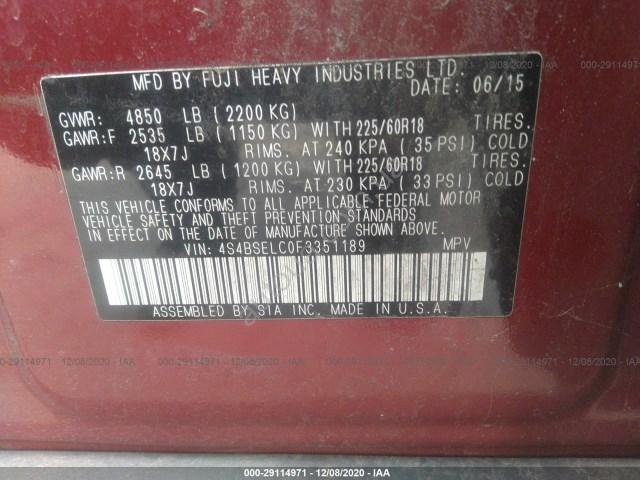 MFD BY FUJI HEAVY INDUSTRIES LTD.
DATE: 06/15
GVWR: 4850 LB ( 2200 KG)
GAWR:F 2535 LB ( 1150 KG) WITH 225/60R18 TIRES.
18X7J RIMS. AT 240 KPA ( 35 PSI) COLD
GAWR:R 2645 LB ( 1200 KG) WITH 225/60R18 TIRES.
18X7J RIMS. AT 230 KPA ( 33 PSI) COLD
THIS VEHICLE CONFORMS TO ALL APPLICABLE FEDERAL MOTOR
VEHICLE SAFETY AND THEFT PREVENTION STANDARDS
IN EFFECT ON THE DATE OF MANUFACTURE SHOWN ABOVE.
VIN: 4S4BSELC0F3351189 MPV
ASSEMBLED BY SIA INC. MADE IN U.S.A.
000-29114971 - 12/08/2020 - IAA